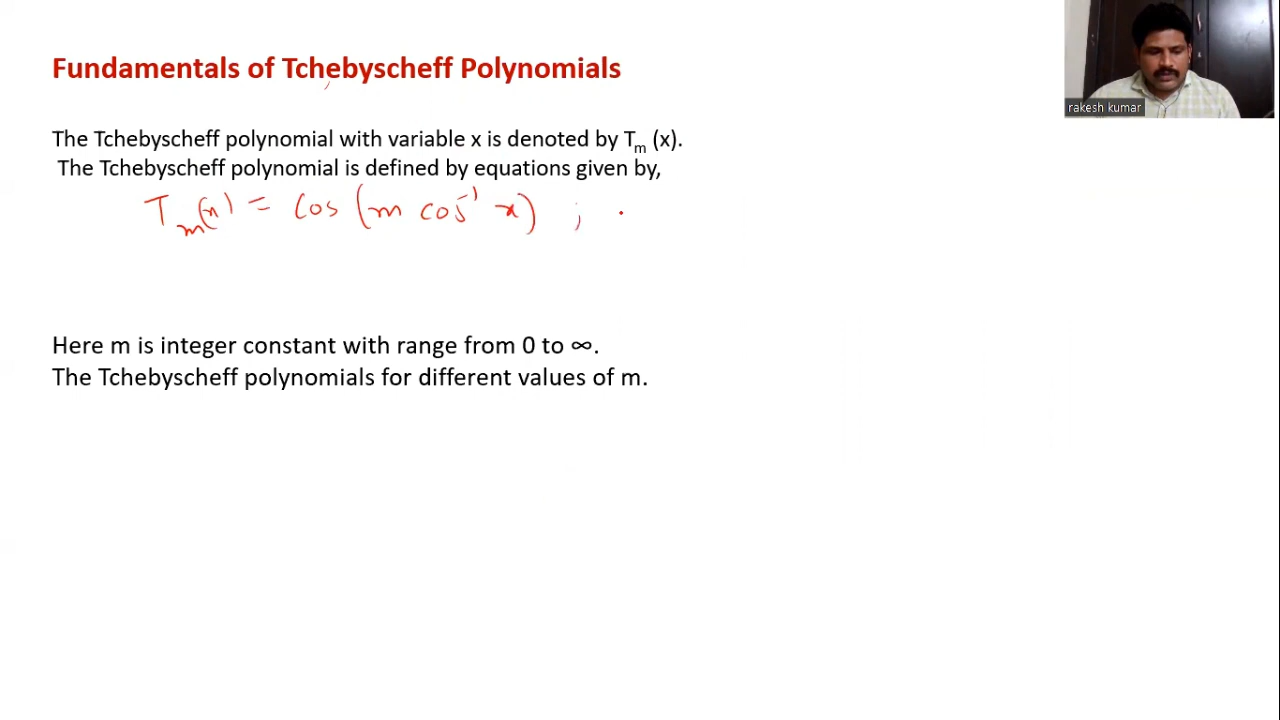 Fundamentals of Tchebyscheff Polynomials
rakesh kumar
The Tchebyscheff polynomial with variable x is denoted by Tₘ (x).
The Tchebyscheff polynomial is defined by equations given by,
Tₘ(x) = cos (m cos⁻¹ x) ;
Here m is integer constant with range from 0 to ∞.
The Tchebyscheff polynomials for different values of m.